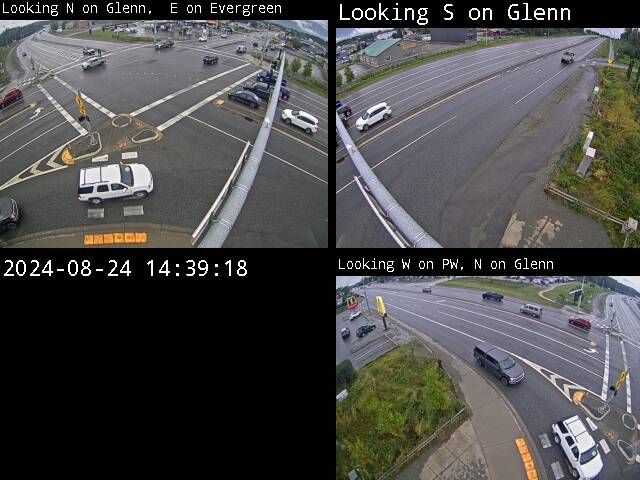 Looking N on Glenn,  E on Evergreen
Looking S on Glenn
2024-08-24 14:39:18
Looking W on PW, N on Glenn